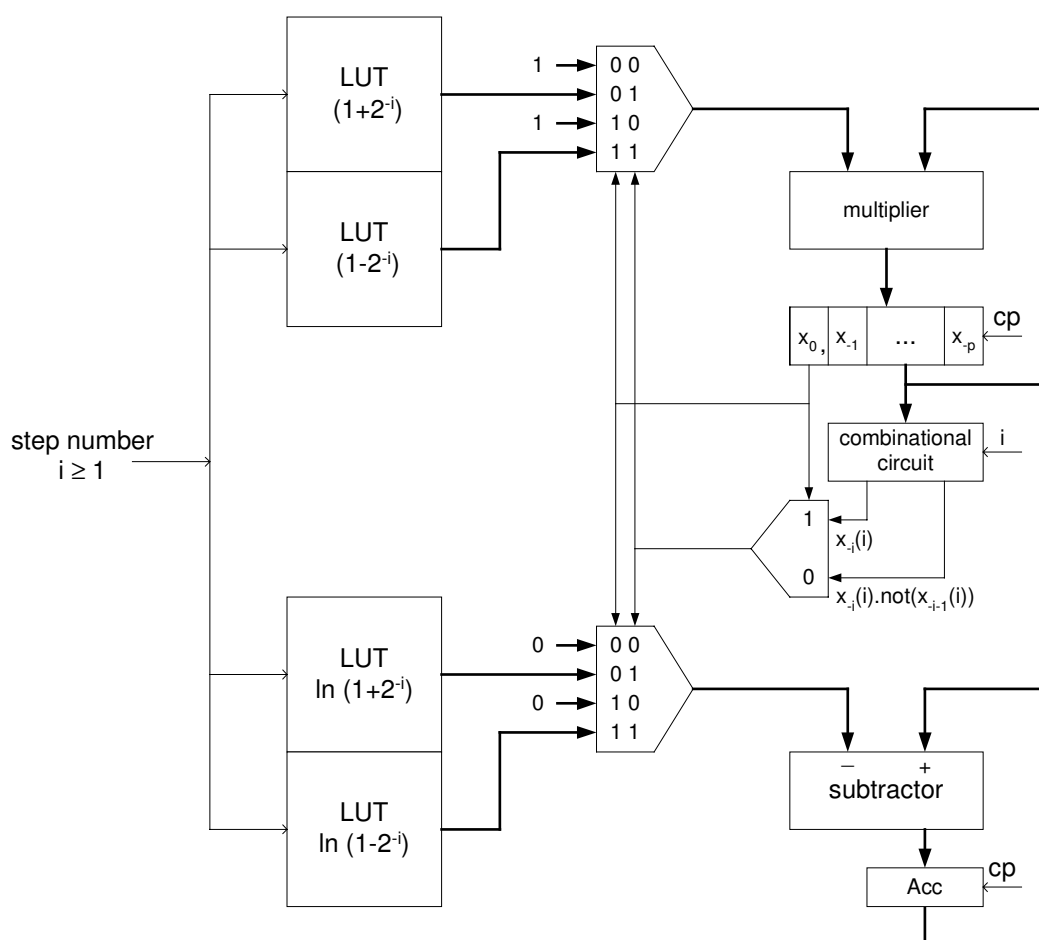 LUT
(1+2⁻ⁱ)
LUT
(1-2⁻ⁱ)
1
0 0
0 1
1
1 0
1 1
multiplier
x₀,
x₋₁
...
x₋ₚ
cp
combinational
circuit
i
step number
i ≥ 1
1
x₋ᵢ(i)
0
x₋ᵢ(i).not(x₋ᵢ₋₁(i))
LUT
ln (1+2⁻ⁱ)
LUT
ln (1-2⁻ⁱ)
0
0 0
0 1
0
1 0
1 1
− +
subtractor
Acc
cp